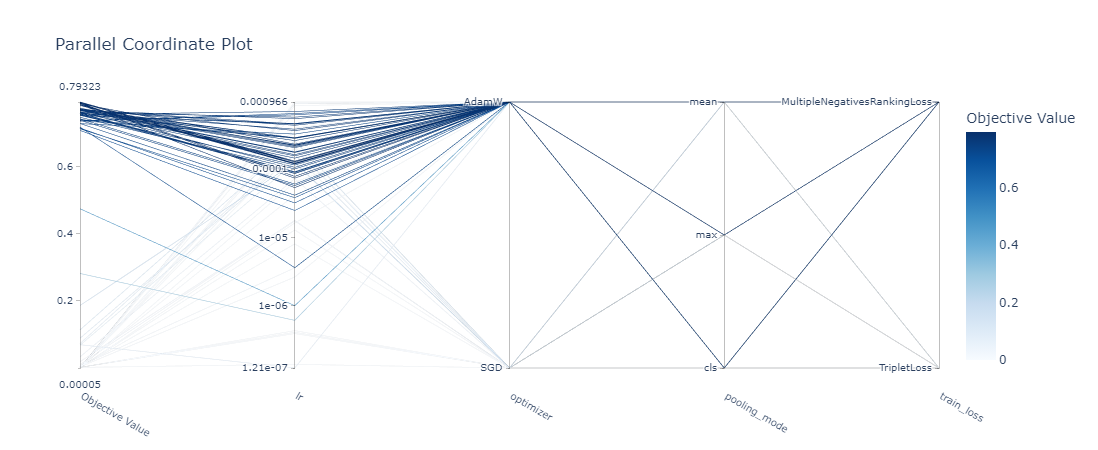 Parallel Coordinate Plot
0.79323
0.6
0.4
0.2
0.00005
Objective Value
0.000966
0.0001
1e-05
1e-06
1.21e-07
lr
AdamW
SGD
optimizer
mean
max
cls
pooling_mode
MultipleNegativesRankingLoss
TripletLoss
train_loss
Objective Value
0.6
0.4
0.2
0